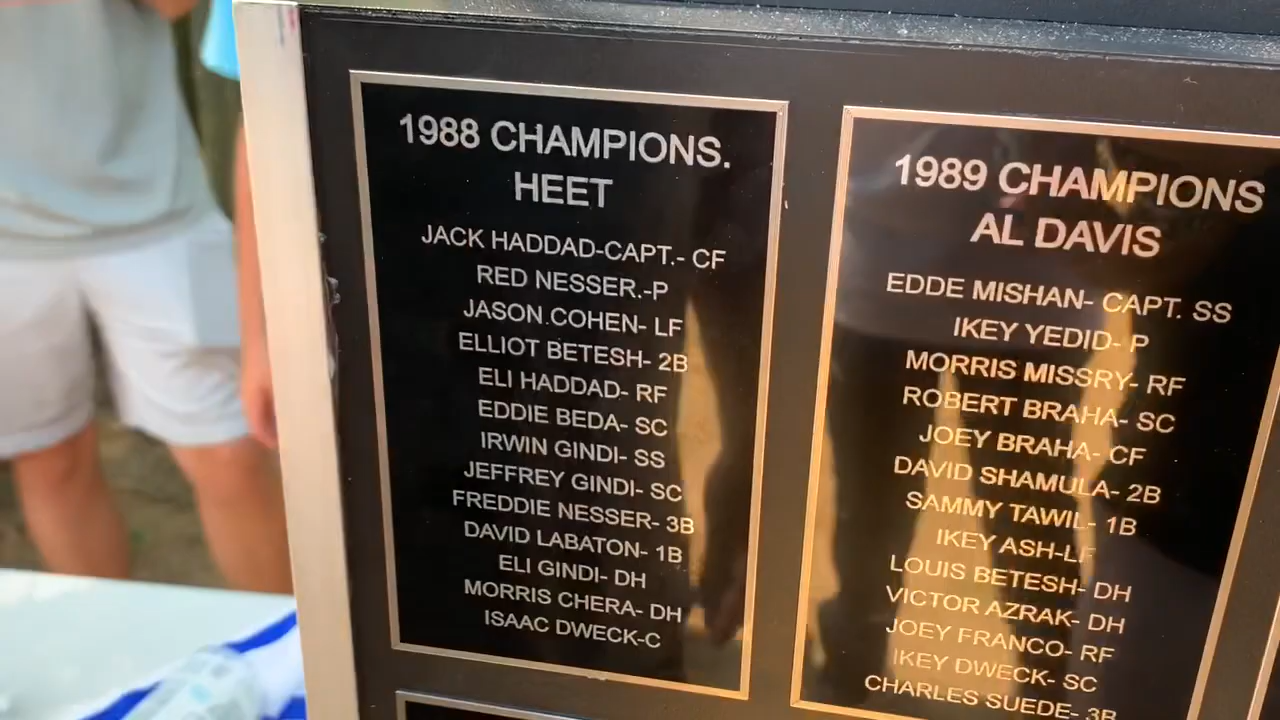 1988 CHAMPIONS.
HEET
JACK HADDAD-CAPT.- CF
RED NESSER.-P
JASON.COHEN- LF
ELLIOT BETESH- 2B
ELI HADDAD- RF
EDDIE BEDA- SC
IRWIN GINDI- SS
JEFFREY GINDI- SC
FREDDIE NESSER- 3B
DAVID LABATON- 1B
ELI GINDI- DH
MORRIS CHERA- DH
ISAAC DWECK-C
1989 CHAMPIONS
AL DAVIS
EDDE MISHAN- CAPT. SS
IKEY YEDID- P
MORRIS MISSRY- RF
ROBERT BRAHA- SC
JOEY BRAHA- CF
DAVID SHAMULA- 2B
SAMMY TAWIL- 1B
IKEY ASH-LF
LOUIS BETESH- DH
VICTOR AZRAK- DH
JOEY FRANCO- RF
IKEY DWECK- SC
CHARLES SUEDE- 3B